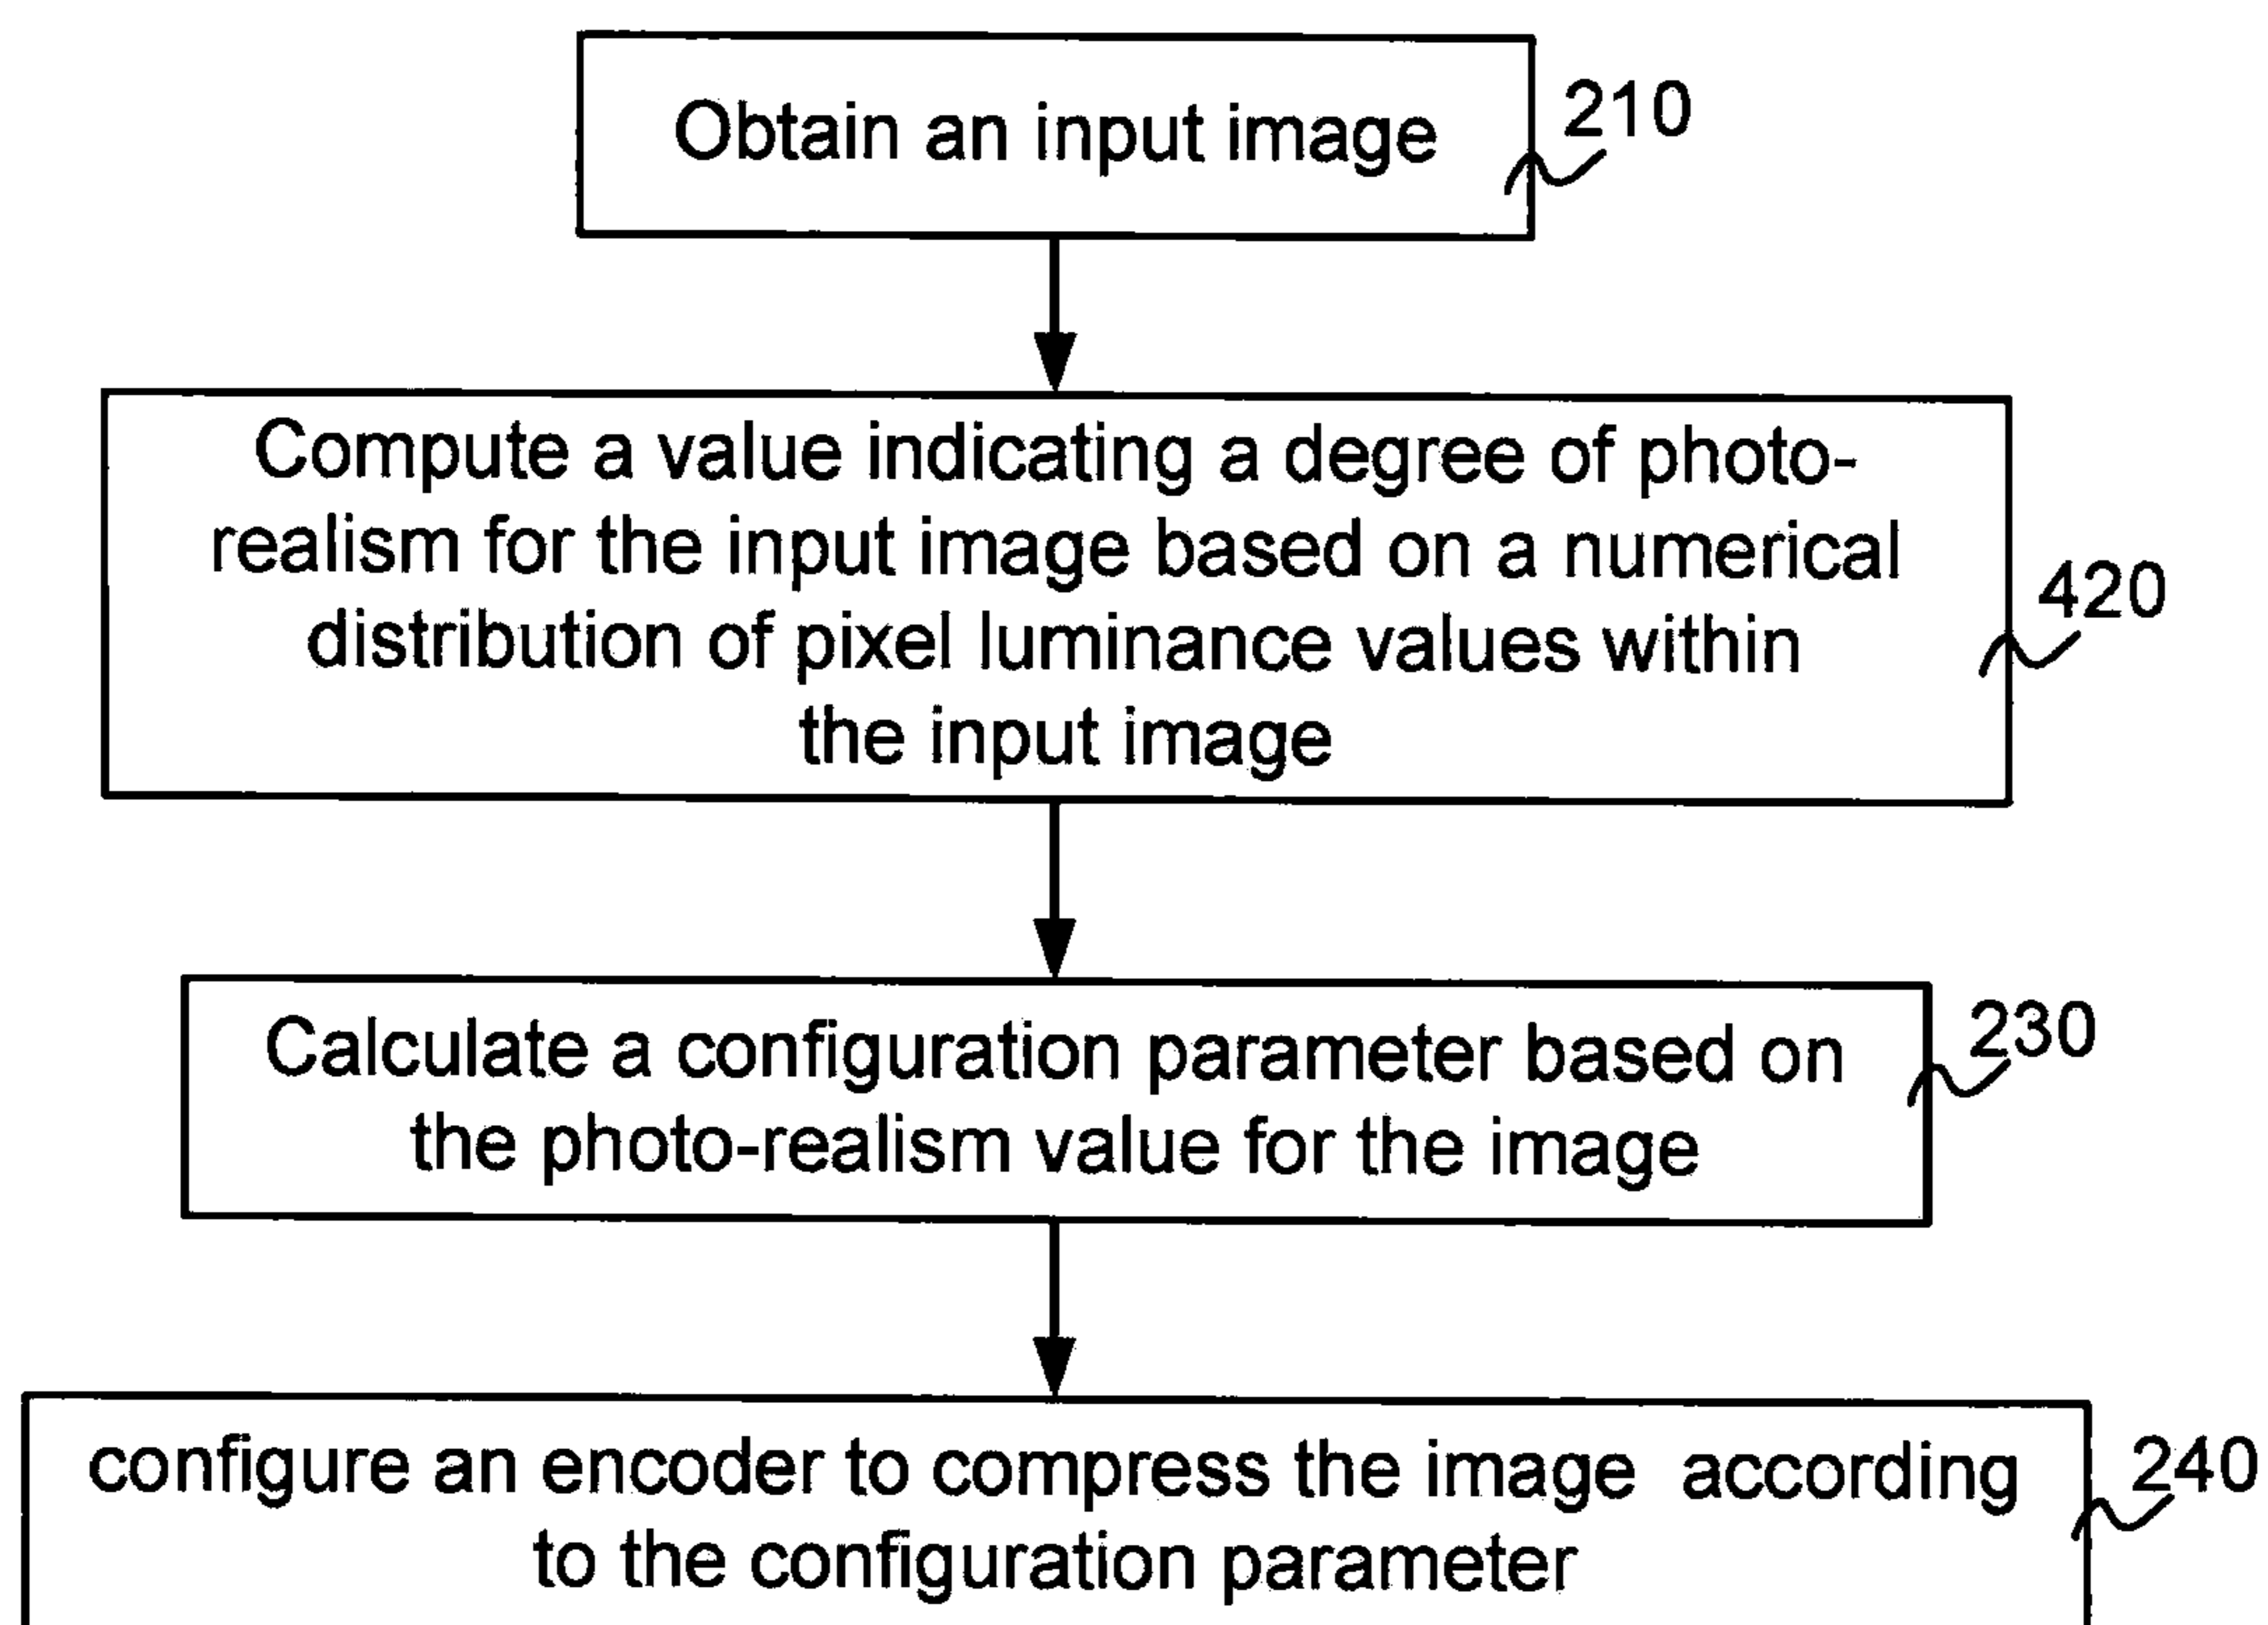 Obtain an input image
210
Compute a value indicating a degree of photo-
realism for the input image based on a numerical
distribution of pixel luminance values within
the input image
420
Calculate a configuration parameter based on
the photo-realism value for the image
230
configure an encoder to compress the image according
to the configuration parameter
240